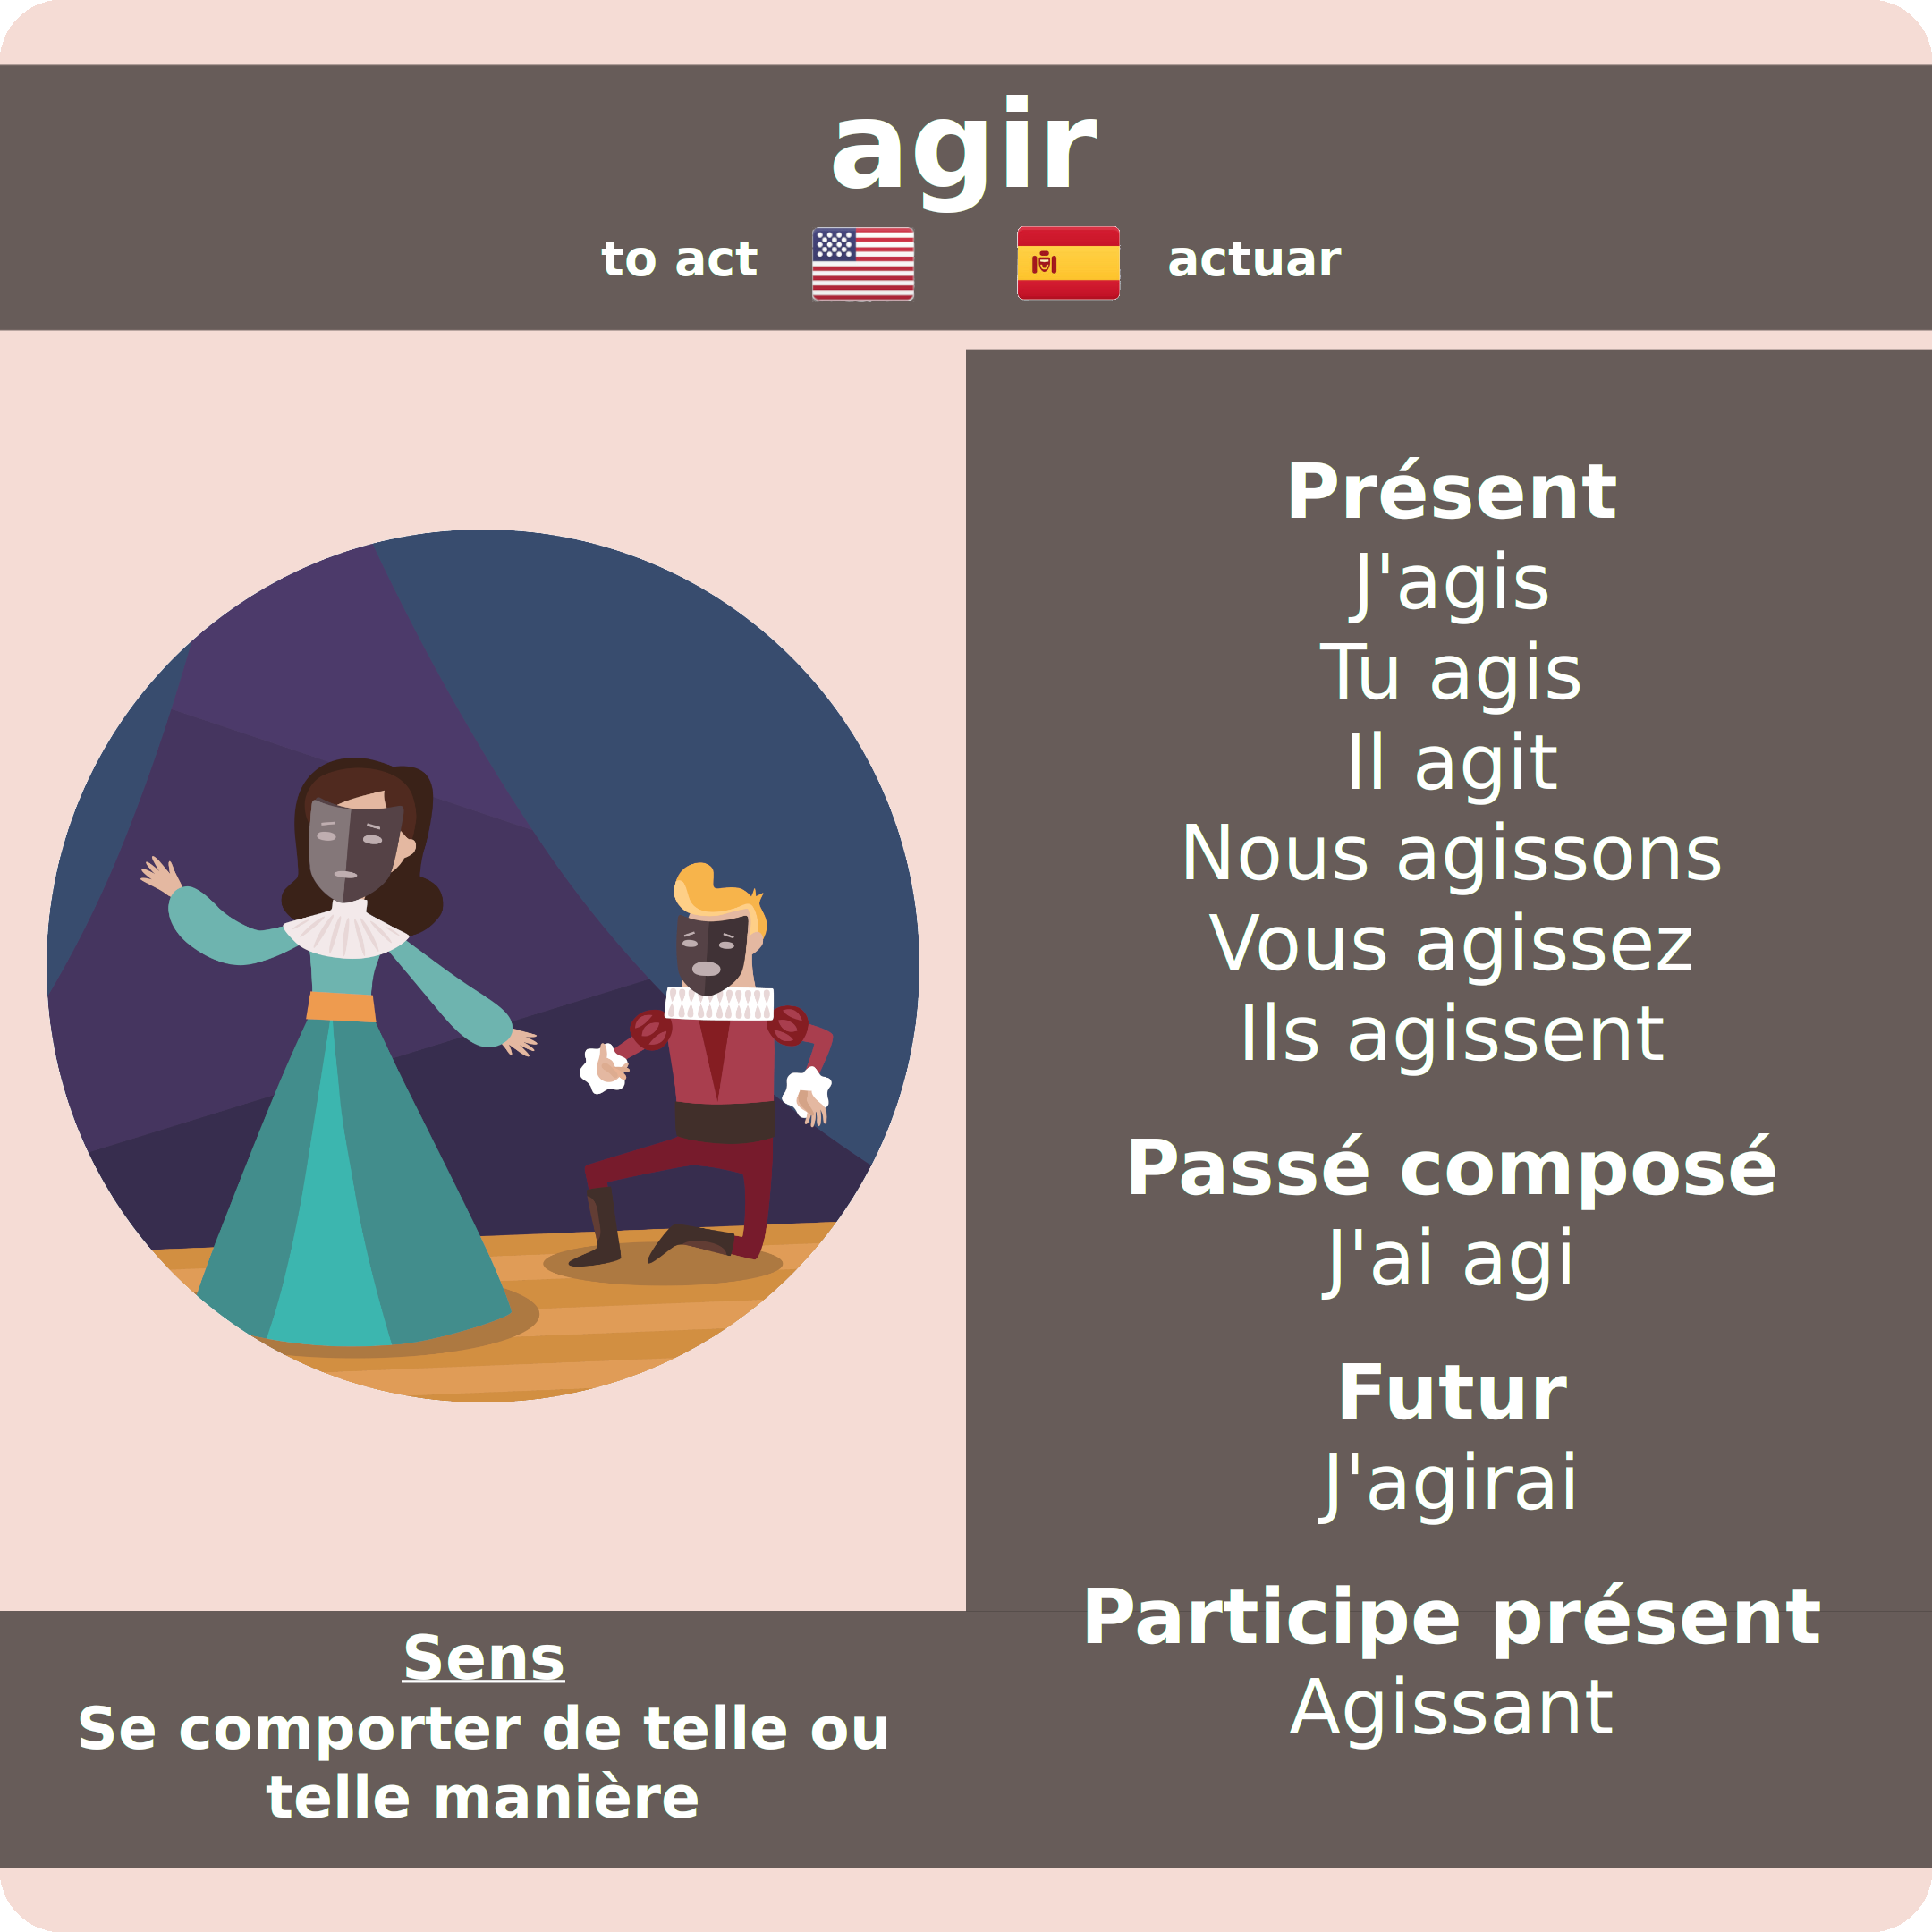 agir
to act
actuar
Présent
J'agis
Tu agis
Il agit
Nous agissons
Vous agissez
Ils agissent
Passé composé
J'ai agi
Futur
J'agirai
Participe présent
Agissant
Sens
Se comporter de telle ou
telle manière